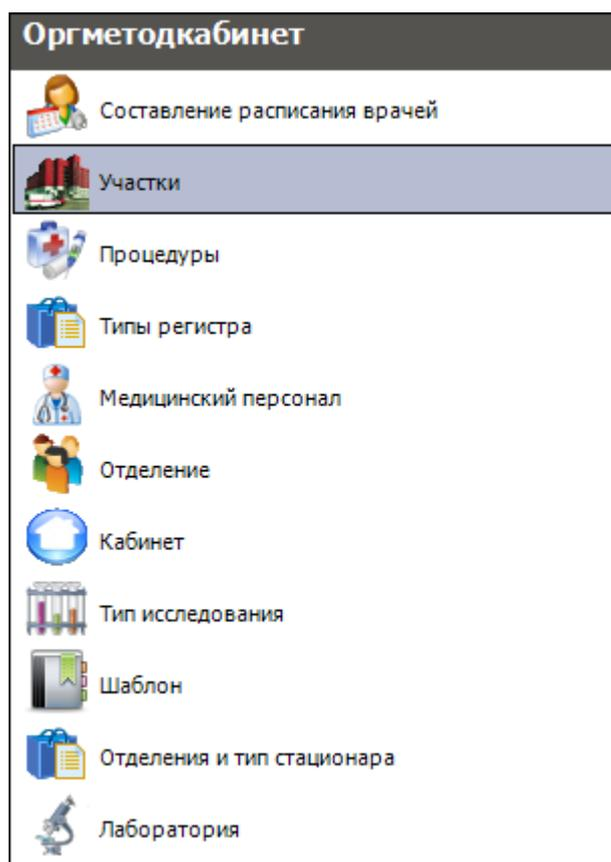 Оргметодкабинет
Составление расписания врачей
Участки
Процедуры
Типы регистра
Медицинский персонал
Отделение
Кабинет
Тип исследования
Шаблон
Отделения и тип стационара
Лаборатория